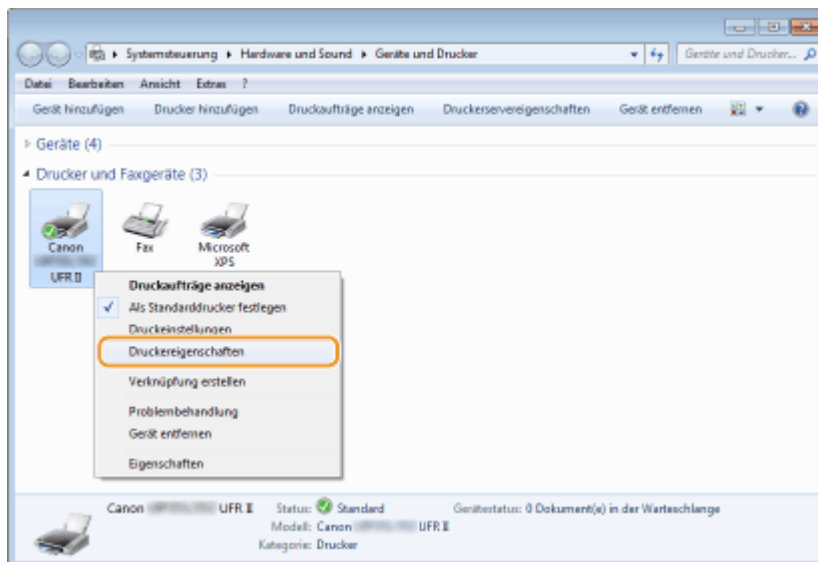 Systemsteuerung Hardware und Sound Geräte und Drucker Geräte und Drucker...
Datei Bearbeiten Ansicht Extras ?
Gerät hinzufügen Drucker hinzufügen Druckaufträge anzeigen Druckerservereigenschaften Gerät entfernen
Geräte (4)
Drucker und Faxgeräte (3)
Canon
UFR II
Fax
Microsoft
XPS
Druckaufträge anzeigen
Als Standarddrucker festlegen
Druckeinstellungen
Druckereigenschaften
Verknüpfung erstellen
Problembehandlung
Gerät entfernen
Eigenschaften
Canon UFR II Status: Standard Gerätestatus: 0 Dokument(e) in der Warteschlange
Modell: Canon UFR II
Kategorie: Drucker